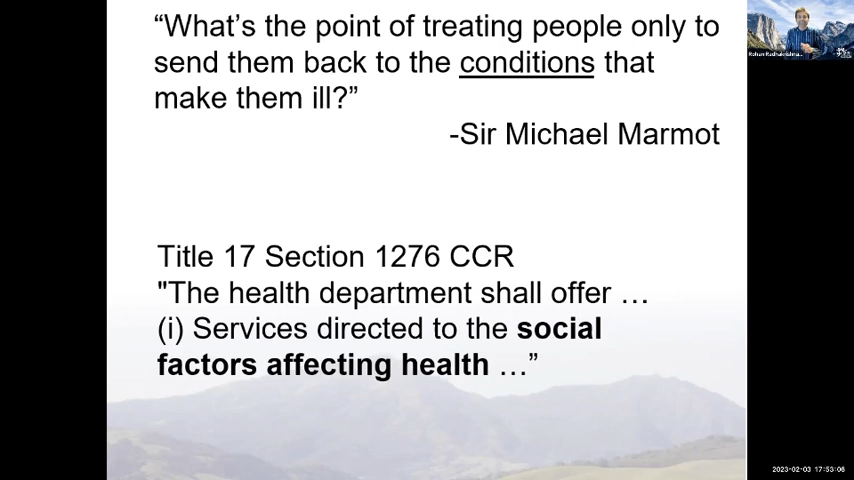 “What’s the point of treating people only to
send them back to the conditions that
make them ill?”
-Sir Michael Marmot
Title 17 Section 1276 CCR
"The health department shall offer …
(i) Services directed to the social
factors affecting health …”
2023-02-03 17:53:06